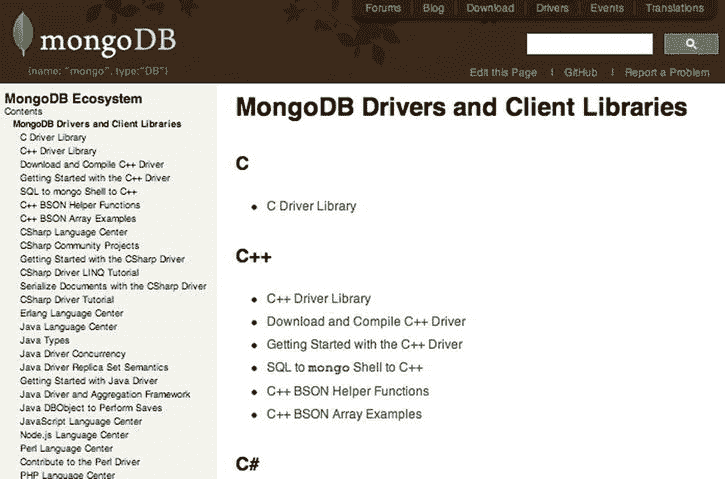 Forums Blog Download Drivers Events Translations
mongoDB
{name: "mongo", type:"DB"}
Edit this Page GitHub Report a Problem
MongoDB Ecosystem
Contents
MongoDB Drivers and Client Libraries
C Driver Library
C++ Driver Library
Download and Compile C++ Driver
Getting Started with the C++ Driver
SQL to mongo Shell to C++
C++ BSON Helper Functions
C++ BSON Array Examples
CSharp Language Center
CSharp Community Projects
Getting Started with the CSharp Driver
CSharp Driver LINQ Tutorial
Serialize Documents with the CSharp Driver
CSharp Driver Tutorial
Erlang Language Center
Java Language Center
Java Types
Java Driver Concurrency
Java Driver Replica Set Semantics
Getting Started with Java Driver
Java Driver and Aggregation Framework
Java DBObject to Perform Saves
JavaScript Language Center
Node.js Language Center
Perl Language Center
Contribute to the Perl Driver
PHP Language Center
MongoDB Drivers and Client Libraries
C
• C Driver Library
C++
• C++ Driver Library
• Download and Compile C++ Driver
• Getting Started with the C++ Driver
• SQL to mongo Shell to C++
• C++ BSON Helper Functions
• C++ BSON Array Examples
C#